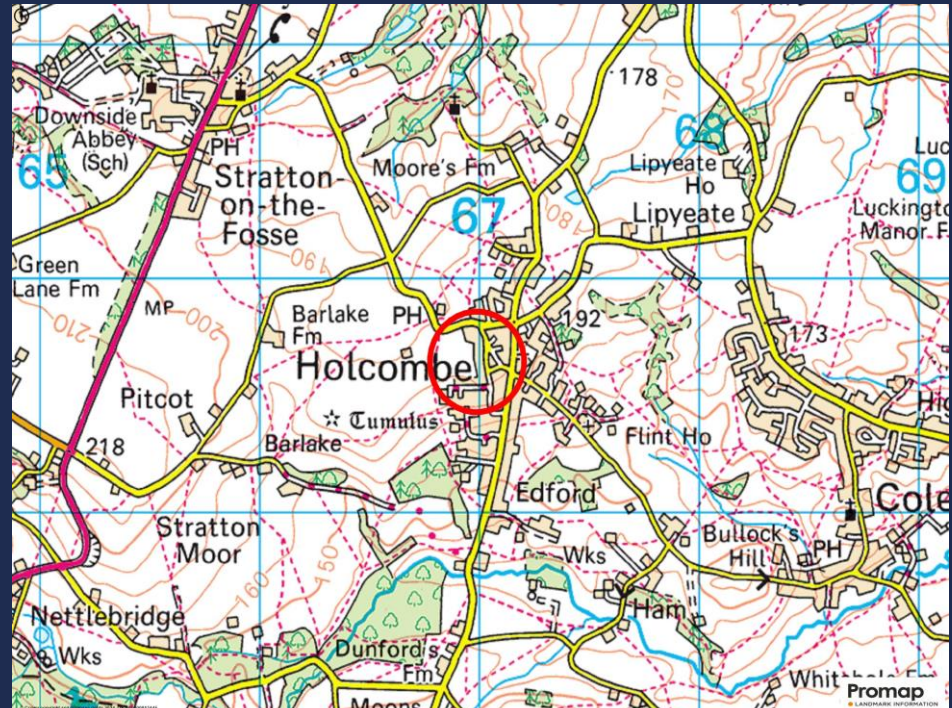 178
170
68
Downside
Abbey
(Sch)
PH
65
Moore's Fm
Lipyeate
Ho
69
Stratton-
on-the-
Fosse
67
180
Lipyeate
Manor F
190
Green
Lane Fm
MP
200
210
Barlake
Fm
PH
192
173
Holcombe
Pitcot
Tumulus
Barlake
Flint Ho
218
Edford
Cole
Stratton
Moor
150
160
Wks
Bullock's
Hill
PH
Nettlebridge
Ham
Wks
Dunford's
Fm
Promap
LANDMARK INFORMATION